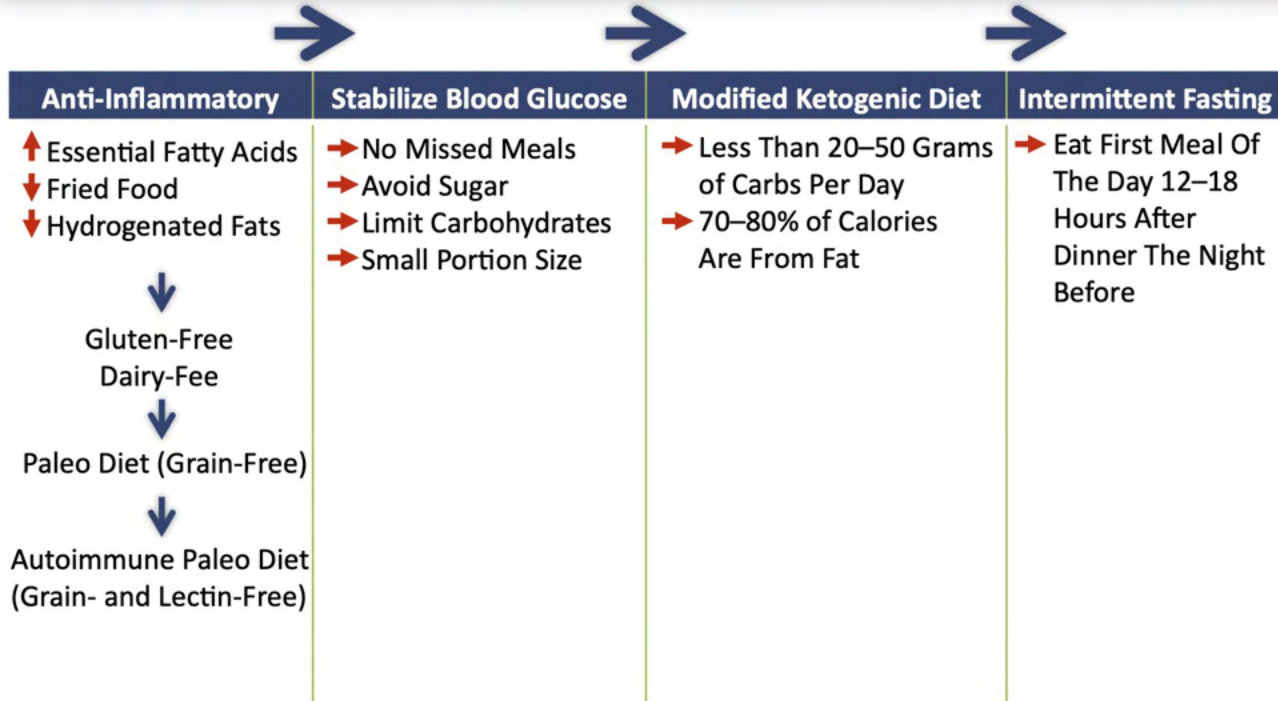 Anti-Inflammatory
Essential Fatty Acids
Fried Food
Hydrogenated Fats
Gluten-Free
Dairy-Fee
Paleo Diet (Grain-Free)
Autoimmune Paleo Diet
(Grain- and Lectin-Free)
Stabilize Blood Glucose
No Missed Meals
Avoid Sugar
Limit Carbohydrates
Small Portion Size
Modified Ketogenic Diet
Less Than 20–50 Grams
of Carbs Per Day
70–80% of Calories
Are From Fat
Intermittent Fasting
Eat First Meal Of
The Day 12–18
Hours After
Dinner The Night
Before